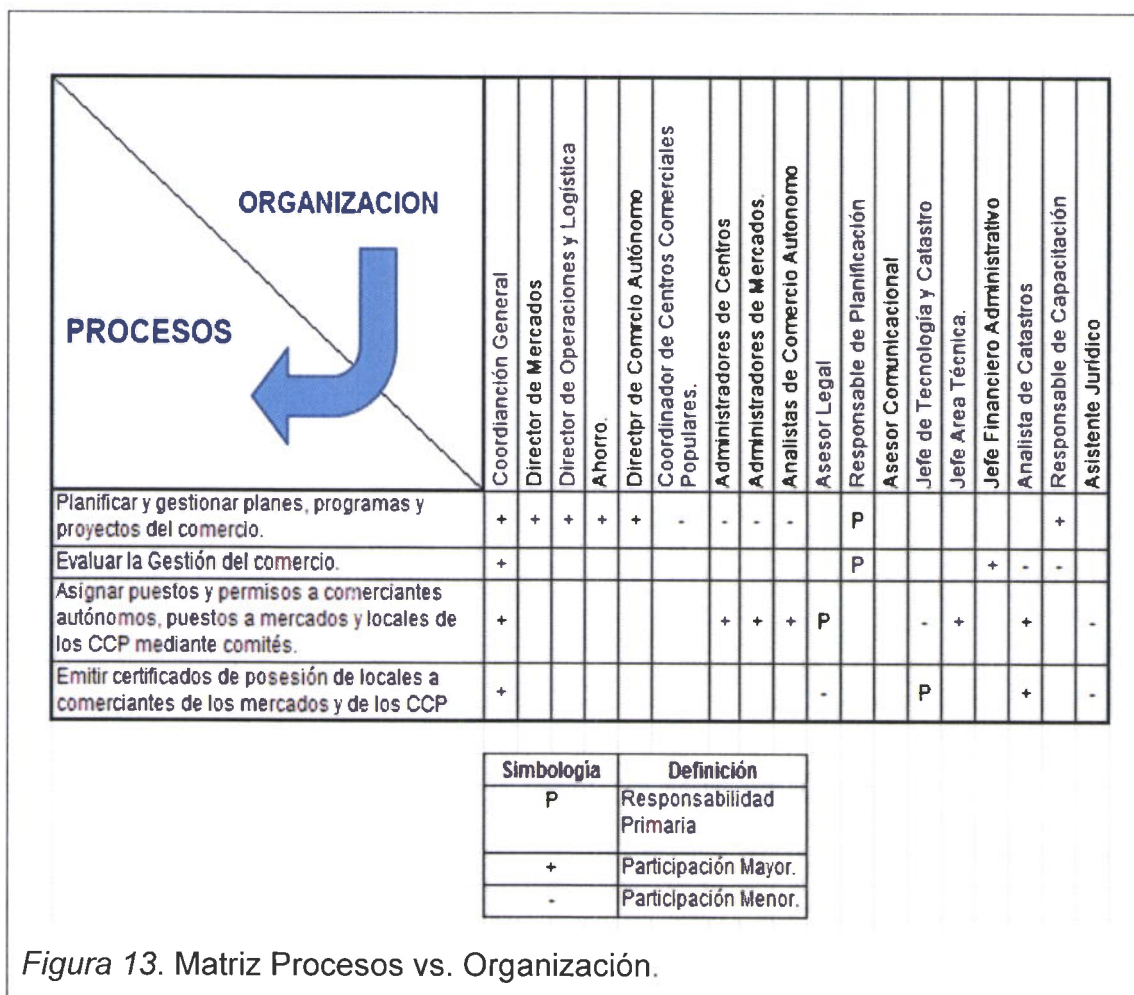 ORGANIZACION
PROCESOS
Coordianción General
Director de Mercados
Director de Operaciones y Logística
Ahorro.
Directpr de Comrcio Autónomo
Coordinador de Centros Comerciales
Populares.
Administradores de Centros
Administradores de Mercados.
Analistas de Comercio Autonomo
Asesor Legal
Responsable de Planificación
Asesor Comunicacional
Jefe de Tecnología y Catastro
Jefe Area Técnica.
Jefe Financiero Administrativo
Analista de Catastros
Responsable de Capacitación
Asistente Jurídico
Planificar y gestionar planes, programas y
proyectos del comercio.
+ + + + + - - - - P +
Evaluar la Gestión del comercio.
+ P + - -
Asignar puestos y permisos a comerciantes
autónomos, puestos a mercados y locales de
los CCP mediante comités.
+ + + + P - + + -
Emitir certificados de posesión de locales a
comerciantes de los mercados y de los CCP
+ - P + -
Simbología Definición
P Responsabilidad
Primaria
+ Participación Mayor.
- Participación Menor.
Figura 13. Matriz Procesos vs. Organización.